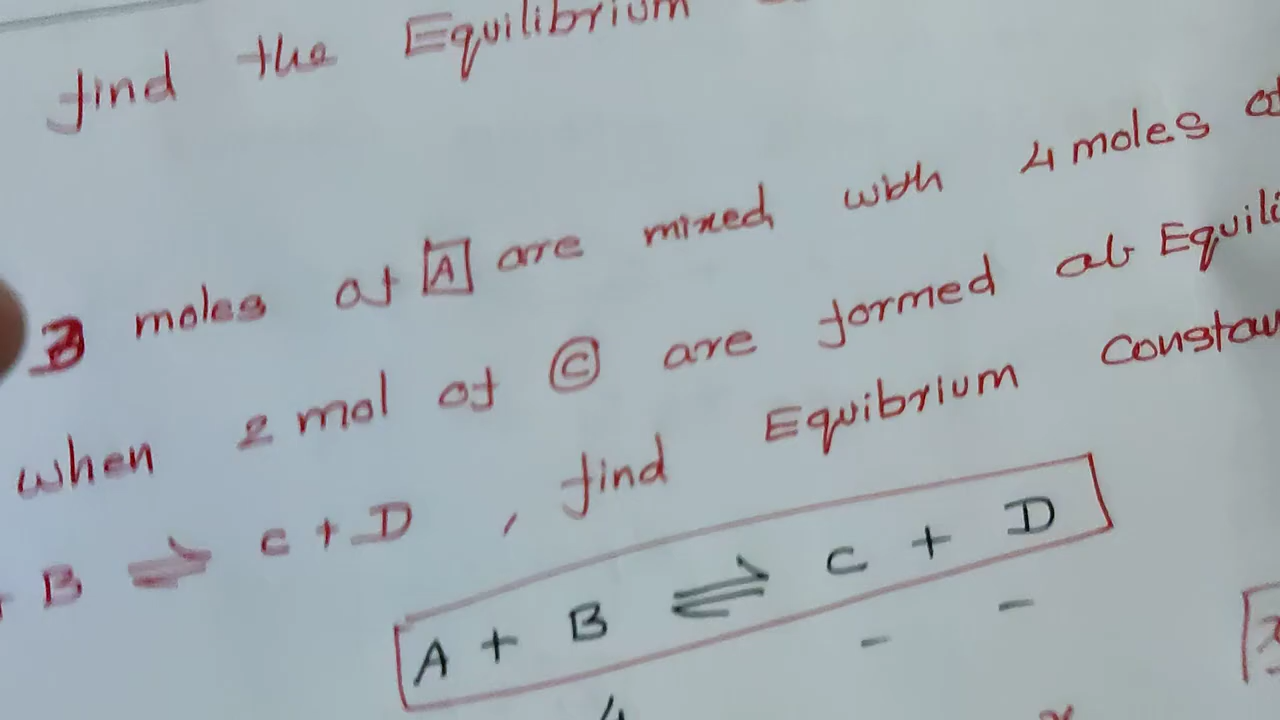 find the Equilibrium
3 moles of A are mixed with 4 moles of
when 2 mol of C are formed at Equili
B ⇌ C + D , find Equibrium Constan
A + B ⇌ C + D
- -
4
x